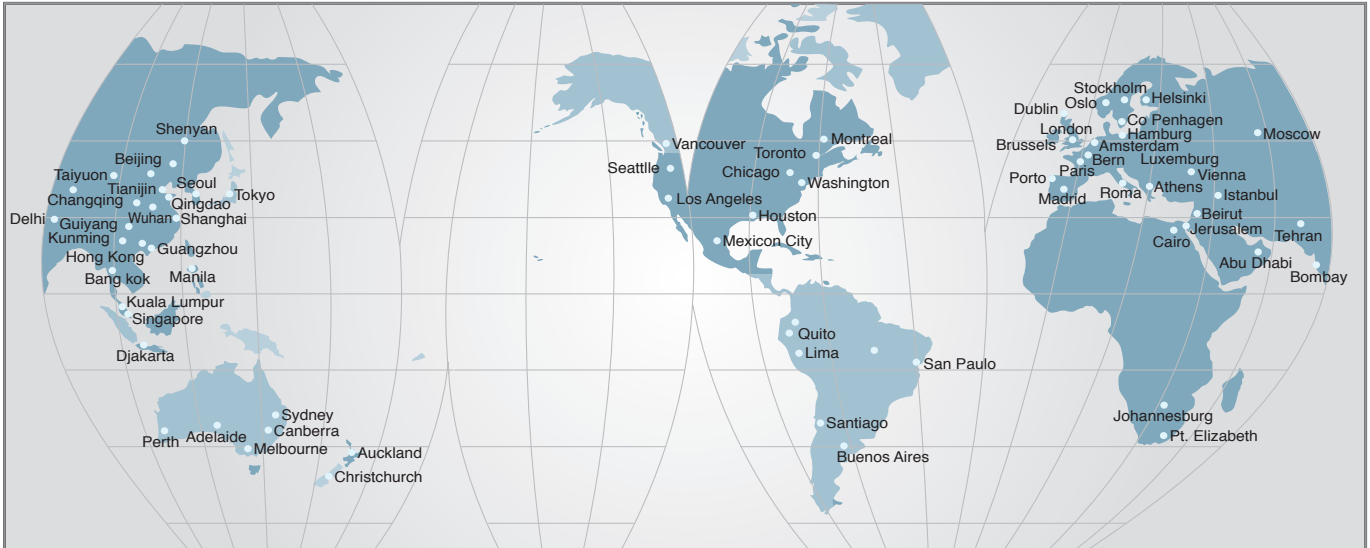 Shenyan
Beijing
Taiyuon
Tianijin
Seoul
Changqing
Qingdao
Tokyo
Delhi
Guiyang
Wuhan
Shanghai
Kunming
Guangzhou
Hong Kong
Bang kok
Manila
Kuala Lumpur
Singapore
Djakarta
Sydney
Canberra
Perth
Adelaide
Melbourne
Auckland
Christchurch
Vancouver
Seattlle
Los Angeles
Montreal
Toronto
Chicago
Washington
Houston
Mexicon City
Quito
Lima
San Paulo
Santiago
Buenos Aires
Stockholm
Oslo
Helsinki
Dublin
Co Penhagen
London
Hamburg
Moscow
Brussels
Amsterdam
Bern
Luxemburg
Paris
Vienna
Porto
Roma
Athens
Madrid
Istanbul
Beirut
Jerusalem
Cairo
Tehran
Abu Dhabi
Bombay
Johannesburg
Pt. Elizabeth